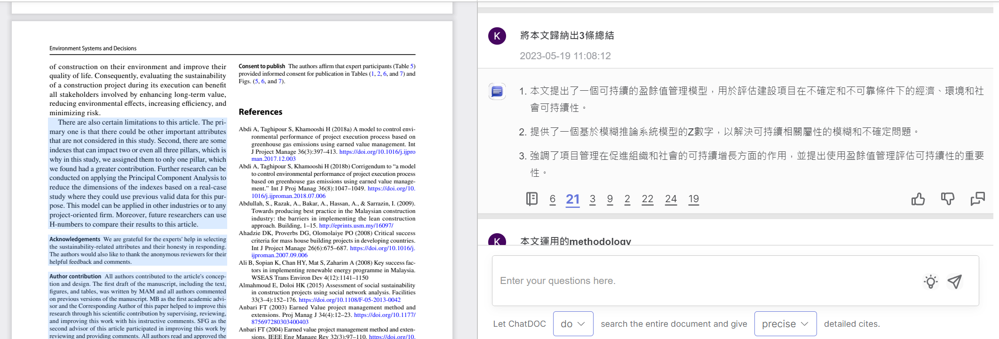 Environment Systems and Decisions
of construction on their environment and improve their
quality of life. Consequently, evaluating the sustainability
of a construction project during its execution can benefit
all stakeholders involved by enhancing long-term value,
reducing environmental effects, increasing efficiency, and
minimizing risk.
There are also certain limitations to this article. The pri-
mary one is that there could be other important attributes
that are not considered in this study. Second, there are some
indexes that can impact two or even all three pillars, which is
why in this study, we assigned them to only one pillar, which
we found had a greater contribution. Further research can be
conducted on applying the Principal Component Analysis to
reduce the dimensions of the indexes based on a real-case
study where they could use previous valid data for this pur-
pose. This model can be applied in other industries or to any
project-oriented firm. Moreover, future researchers can use
H-numbers to compare their results to this article.
Acknowledgements We are grateful for the experts' help in selecting
the sustainability-related attributes and their honesty in responding.
The authors would also like to thank the anonymous reviewers for their
helpful feedback and comments.
Author contribution All authors contributed to the article's concep-
tion and design. The first draft of the manuscript, including the text,
figures, and tables, was written by MAM and all authors commented
on previous versions of the manuscript. MB as the first academic advi-
sor and the Corresponding Author of this paper helped to improve this
research through his scientific contribution by supervising, reviewing,
and improving this work with his instructive comments. SFG as the
second advisor of this article participated in improving this work by
reviewing and providing comments. All authors read and approved the
Consent to publish The authors affirm that expert participants (Table 5)
provided informed consent for publication in Tables (1, 2, 6, and 7) and
Figs. (5, 6, and 7).
References
Abdi A, Taghipour S, Khamooshi H (2018a) A model to control envi-
ronmental performance of project execution process based on
greenhouse gas emissions using earned value management. Int
J Project Manage 36(3):397–413. https://doi.org/10.1016/j.ijpro
man.2017.12.003
Abdi A, Taghipour S, Khamooshi H (2018b) Corrigendum to “a model
to control environmental performance of project execution process
based on greenhouse gas emissions using earned value manage-
ment.” Int J Proj Manag 36(8):1047–1049. https://doi.org/10.
1016/j.ijproman.2018.07.006
Abdullah, S., Razak, A., Bakar, A., Hassan, A., & Sarrazin, I. (2009).
Towards producing best practice in the Malaysian construction
industry: the barriers in implementing the lean construction
approach. Building, 1–15. http://eprints.usm.my/16097/
Ahadzie DK, Proverbs DG, Olomolaiye PO (2008) Critical success
criteria for mass house building projects in developing countries.
Int J Project Manage 26(6):675–687. https://doi.org/10.1016/j.
ijproman.2007.09.006
Ali B, Sopian K, Chan HY, Mat S, Zaharim A (2008) Key success fac-
tors in implementing renewable energy programme in Malaysia.
WSEAS Trans Environ Dev 4(12):1141–1150
Almahmoud E, Doloi HK (2015) Assessment of social sustainability
in construction projects using social network analysis. Facilities
33(3–4):152–176. https://doi.org/10.1108/F-05-2013-0042
Anbari FT (2003) Earned Value project management method and
extensions. Proj Manag J 34(4):12–23. https://doi.org/10.1177/
875697280303400403
Anbari FT (2004) Earned value project management method and exten-
sions. IEEE Eng Manage Rev 32(3):97–110. https://doi.org/10.
K
將本文歸納出3條總結
2023-05-19 11:08:12
1. 本文提出了一個可持續的盈餘值管理模型，用於評估建設項目在不確定和不可靠條件下的經濟、環境和社
會可持續性。
2. 提供了一個基於模糊推論系統模型的Z數字，以解決可持續相關屬性的模糊和不確定問題。
3. 強調了項目管理在促進組織和社會的可持續增長方面的作用，並提出使用盈餘值管理評估可持續性的重要
性。
6 21 3 9 2 22 24 19
K
本文運用的methodology
Enter your questions here.
Let ChatDOC do search the entire document and give precise detailed cites.